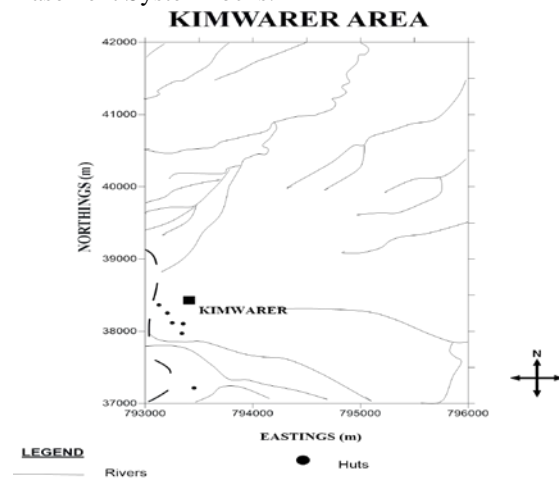 KIMWARER AREA
42000
41000
40000
39000
38000
37000
NORTHINGS (m)
KIMWARER
793000 794000 795000 796000
EASTINGS (m)
N
LEGEND
Rivers
Huts